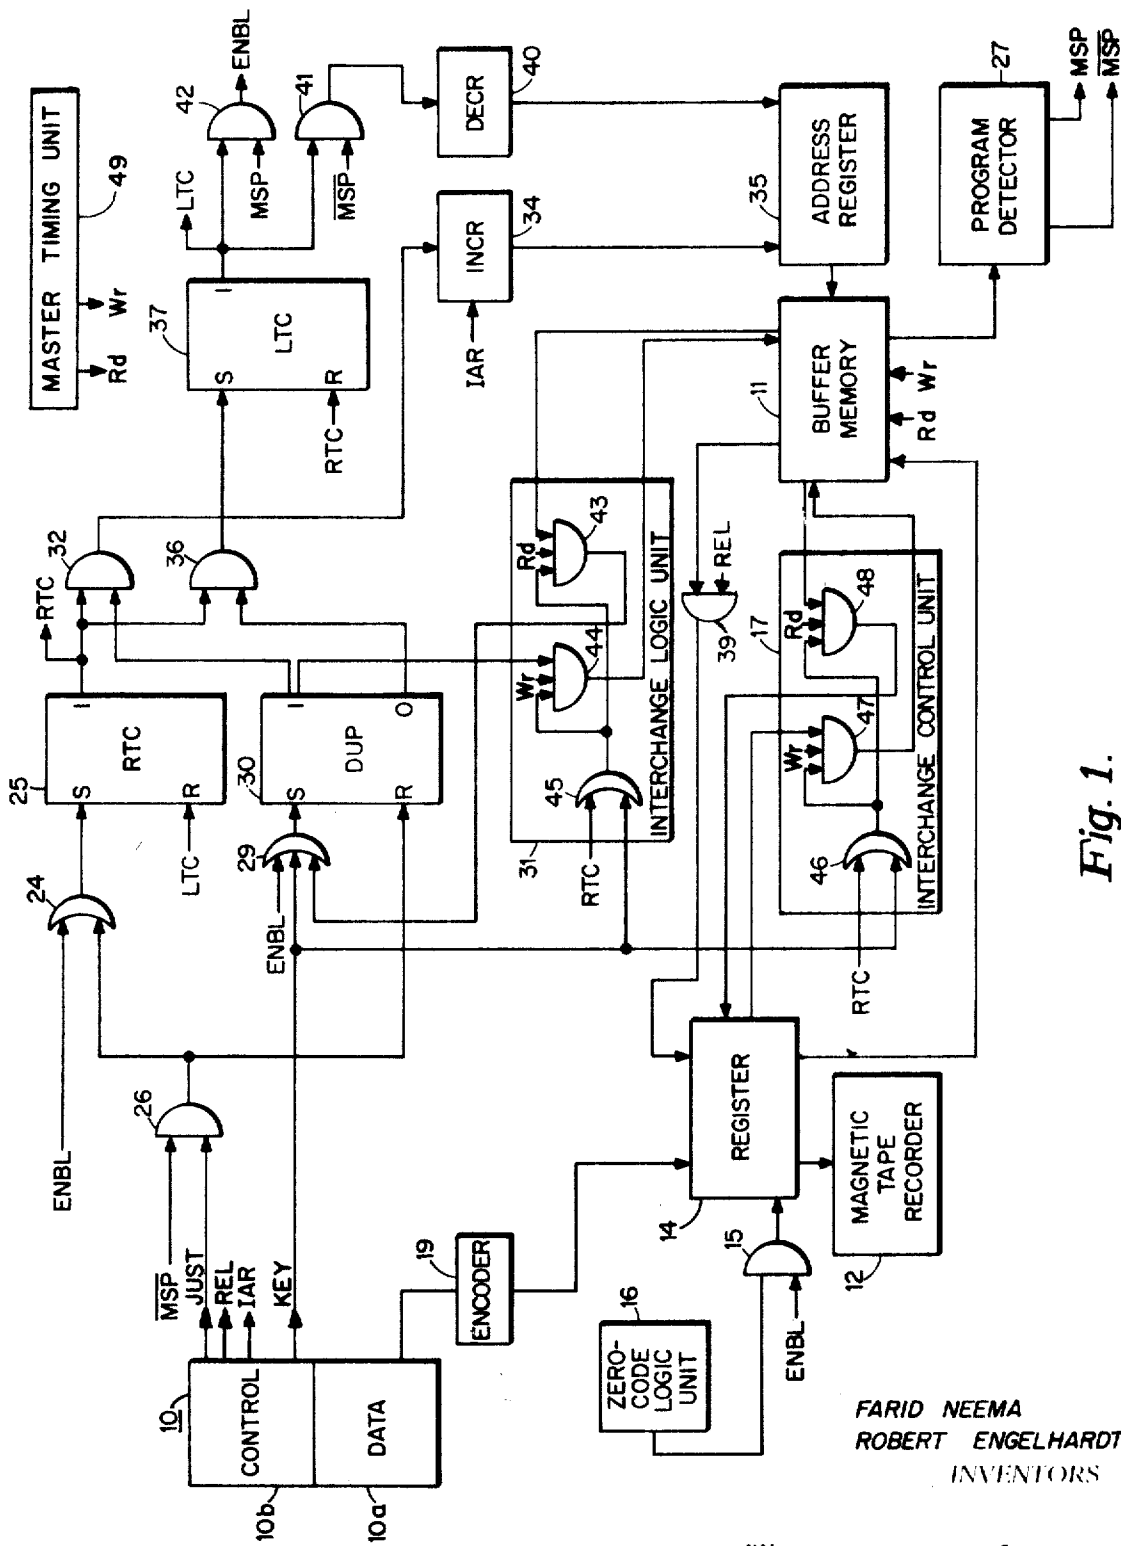 MASTER TIMING UNIT
49
Rd
Wr
ENBL
42
MSP
LTC
41
MSP
DECR
40
37
S
1
LTC
R
RTC
INCR
34
IAR
35
ADDRESS
REGISTER
27
PROGRAM
DETECTOR
MSP
MSP
RTC
32
36
25
S
1
RTC
R
LTC
24
ENBL
30
S
1
DUP
R
0
29
ENBL
43
Rd
44
Wr
45
RTC
31
INTERCHANGE LOGIC UNIT
39
REL
11
BUFFER
MEMORY
Rd
Wr
17
48
Rd
47
Wr
46
RTC
INTERCHANGE CONTROL UNIT
ENBL
26
MSP
JUST
REL
IAR
KEY
10
CONTROL
DATA
10b
10a
19
ENCODER
14
REGISTER
15
ENBL
16
ZERO-
CODE
LOGIC
UNIT
12
MAGNETIC
TAPE
RECORDER
Fig. 1.
FARID NEEMA
ROBERT ENGELHARDT
INVENTORS